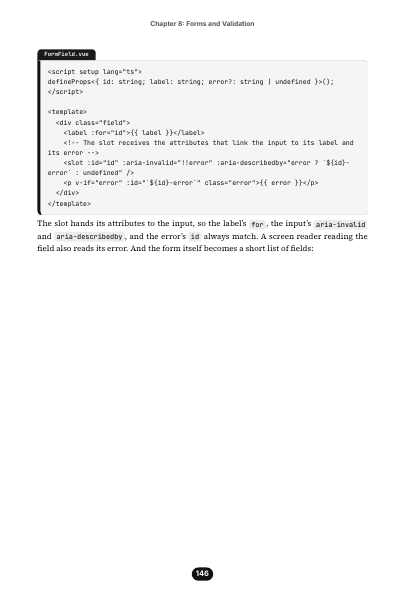 Chapter 8: Forms and Validation
FormField.vue
<script setup lang="ts">
defineProps<{ id: string; label: string; error?: string | undefined }>();
</script>
<template>
<div class="field">
<label :for="id">{{ label }}</label>
<!-- The slot receives the attributes that link the input to its label and
its error -->
<slot :id="id" :aria-invalid="!!error" :aria-describedby="error ? `${id}-
error` : undefined" />
<p v-if="error" :id="`${id}-error`" class="error">{{ error }}</p>
</div>
</template>
The slot hands its attributes to the input, so the label's for, the input's aria-invalid
and aria-describedby, and the error's id always match. A screen reader reading the
field also reads its error. And the form itself becomes a short list of fields:
146